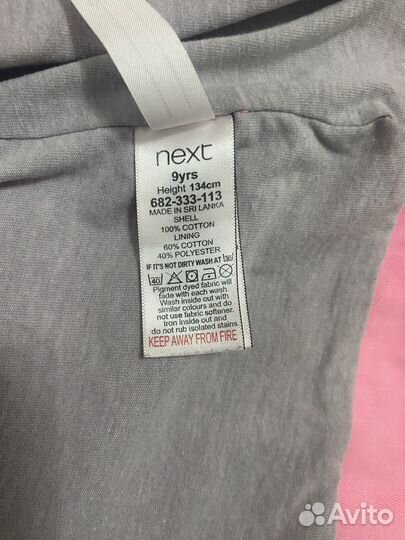 next
9yrs
Height 134cm
682-333-113
MADE IN SRI LANKA
SHELL
100% COTTON
LINING
60% COTTON
40% POLYESTER
IF IT'S NOT DIRTY WASH AT 30
40
Pigment dyed fabric will
fade with each wash.
Wash inside out with
similar colours and do
not use fabric softener.
Iron inside out and
do not rub isolated stains
KEEP AWAY FROM FIRE
Avito